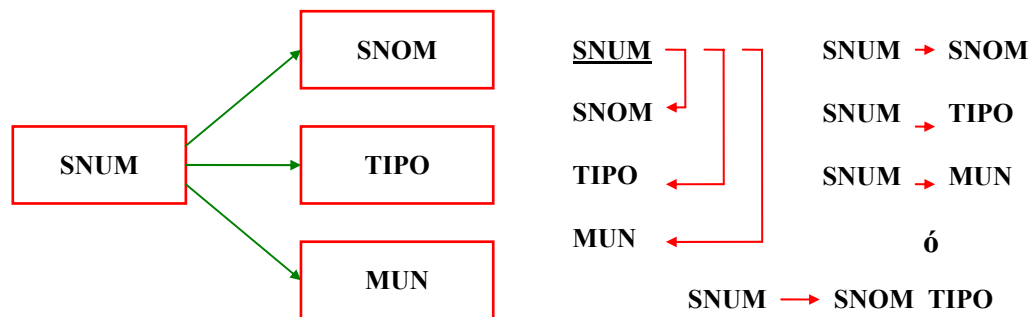 SNOM
SNUM
TIPO
MUN
SNUM
SNOM
TIPO
MUN
SNUM → SNOM
SNUM → TIPO
SNUM → MUN
ó
SNUM → SNOM TIPO